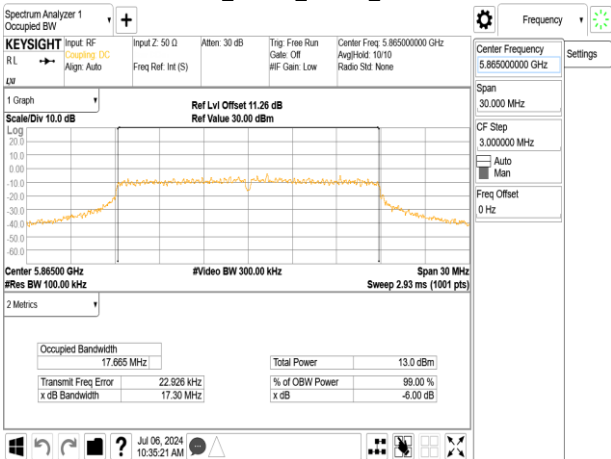 Spectrum Analyzer 1
Occupied BW
Frequency
KEYSIGHT
RL
LXI
Input: RF
Coupling: DC
Align: Auto
Input Z: 50 Ω
Freq Ref: Int (S)
Atten: 30 dB
Trig: Free Run
Gate: Off
#IF Gain: Low
Center Freq: 5.865000000 GHz
Avg|Hold: 10/10
Radio Std: None
Center Frequency
5.865000000 GHz
Settings
Span
30.000 MHz
CF Step
3.000000 MHz
Auto
Man
Freq Offset
0 Hz
1 Graph
Scale/Div 10.0 dB
Ref Lvl Offset 11.26 dB
Ref Value 30.00 dBm
Log
20.0
10.0
0.00
-10.0
-20.0
-30.0
-40.0
-50.0
-60.0
Center 5.86500 GHz
#Video BW 300.00 kHz
Span 30 MHz
#Res BW 100.00 kHz
Sweep 2.93 ms (1001 pts)
2 Metrics
Occupied Bandwidth
17.665 MHz
Total Power 13.0 dBm
Transmit Freq Error 22.926 kHz
% of OBW Power 99.00 %
x dB Bandwidth 17.30 MHz
x dB -6.00 dB
?
Jul 06, 2024
10:35:21 AM